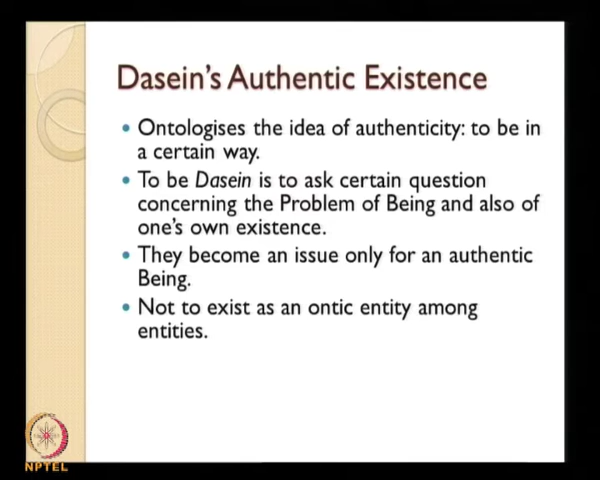 Dasein's Authentic Existence
• Ontologises the idea of authenticity: to be in
a certain way.
• To be Dasein is to ask certain question
concerning the Problem of Being and also of
one's own existence.
• They become an issue only for an authentic
Being.
• Not to exist as an ontic entity among
entities.
NPTEL